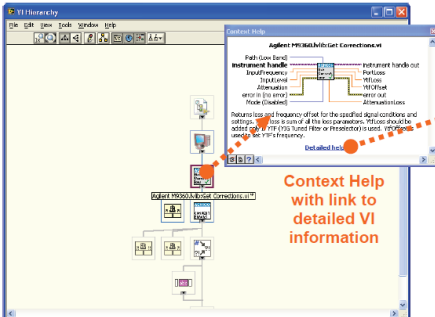 VI Hierarchy
File Edit View Tools Window Help
Context Help
Agilent M9360.lvlib:Get Corrections.vi
Path (Low Band)
Instrument handle
InputFrequency
InputLevel
Attenuation
error in (no error)
Mode (Disabled)
Instrument handle out
PortLoss
YtfLoss
YtfOffset
error out
AttenuationLoss
Returns loss and frequency offset for the specified signal conditions and
settings. loss is sum of all the loss parameters. YtfLoss should be
added only if YTF (YIG Tuned Filter or Preselector) is used. YtfOffset is
used to set YTF's frequency.
Detailed help
Agilent M9360.lvlib:Get Corrections.vi*
Context Help
with link to
detailed VI
information